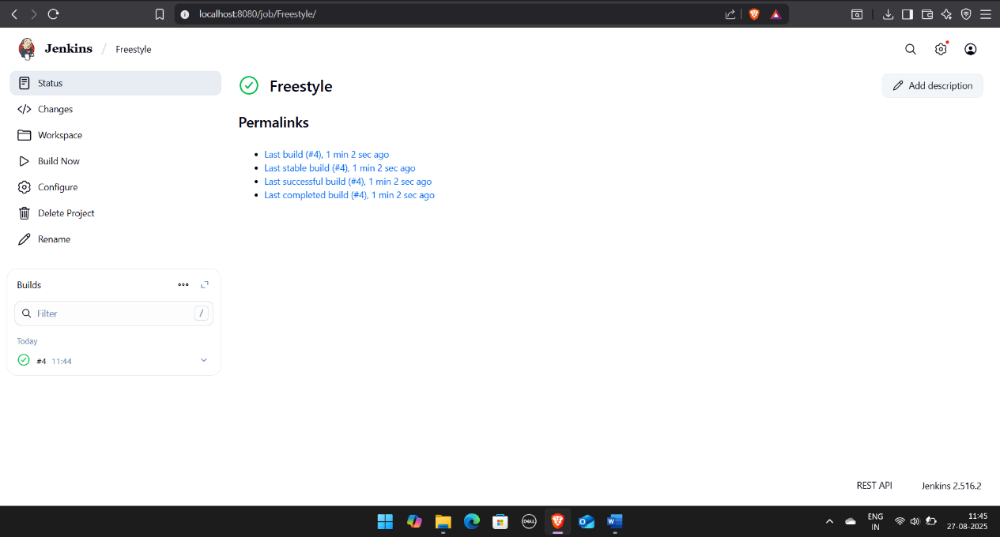 localhost:8080/job/Freestyle/
Jenkins / Freestyle
Status
Changes
Workspace
Build Now
Configure
Delete Project
Rename
Freestyle
Add description
Permalinks
Last build (#4), 1 min 2 sec ago
Last stable build (#4), 1 min 2 sec ago
Last successful build (#4), 1 min 2 sec ago
Last completed build (#4), 1 min 2 sec ago
Builds
Filter /
Today
#4 11:44
REST API Jenkins 2.516.2
DELL
ENG
IN
11:45
27-08-2025